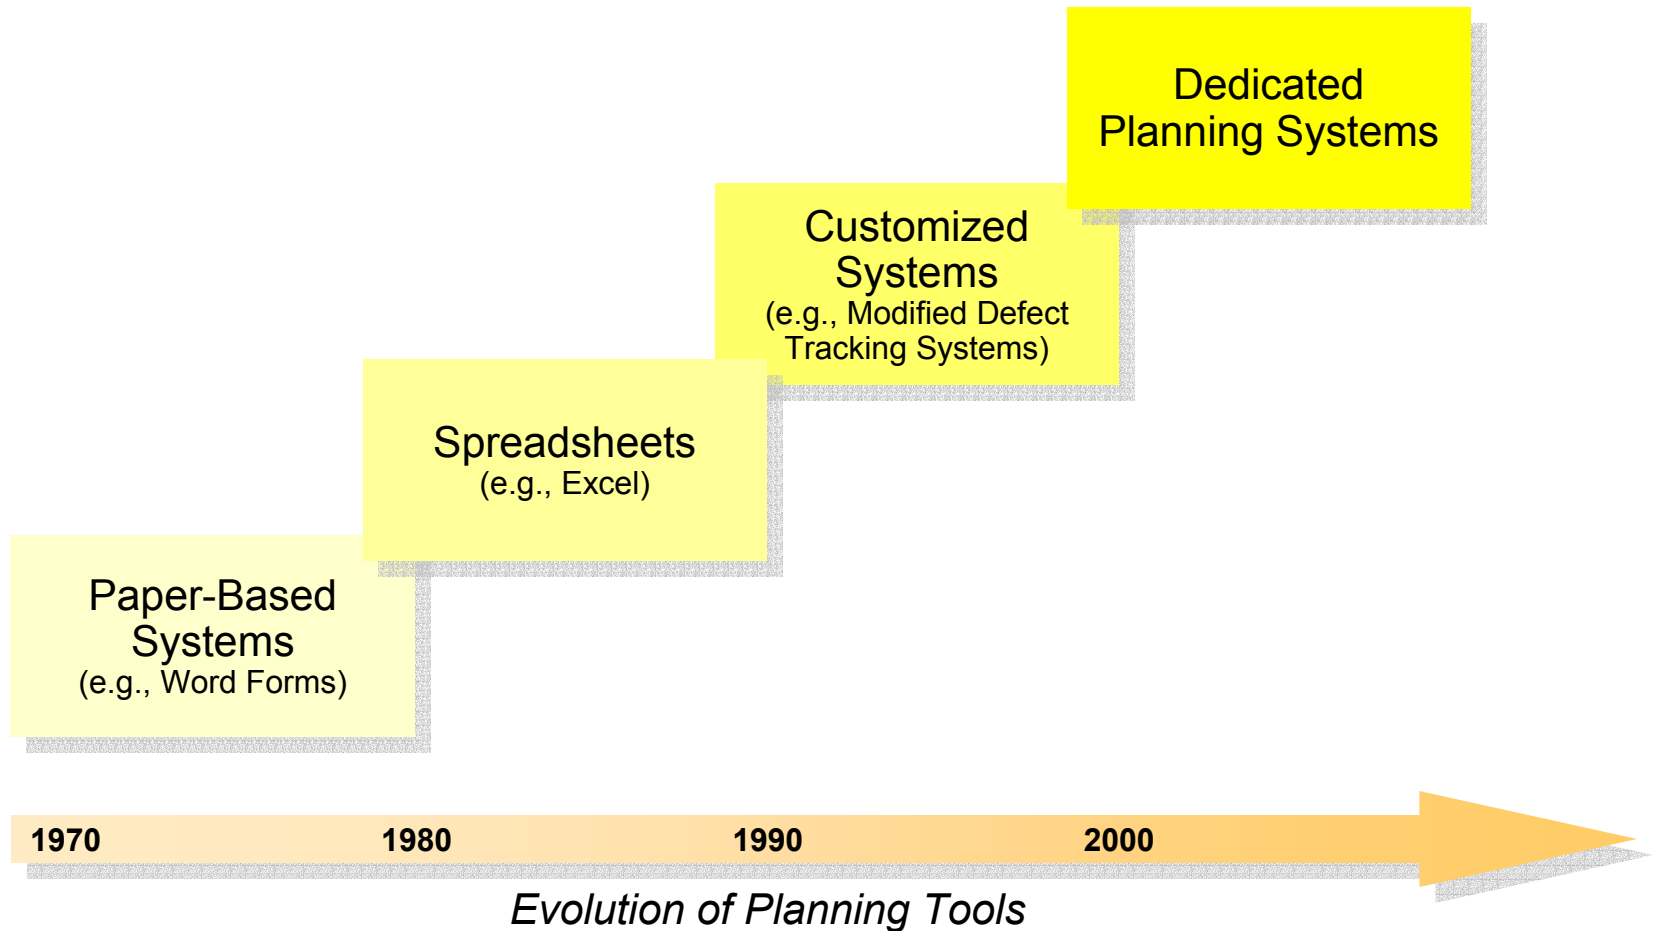 Dedicated
Planning Systems
Customized
Systems
(e.g., Modified Defect
Tracking Systems)
Spreadsheets
(e.g., Excel)
Paper-Based
Systems
(e.g., Word Forms)
1970 1980 1990 2000
Evolution of Planning Tools